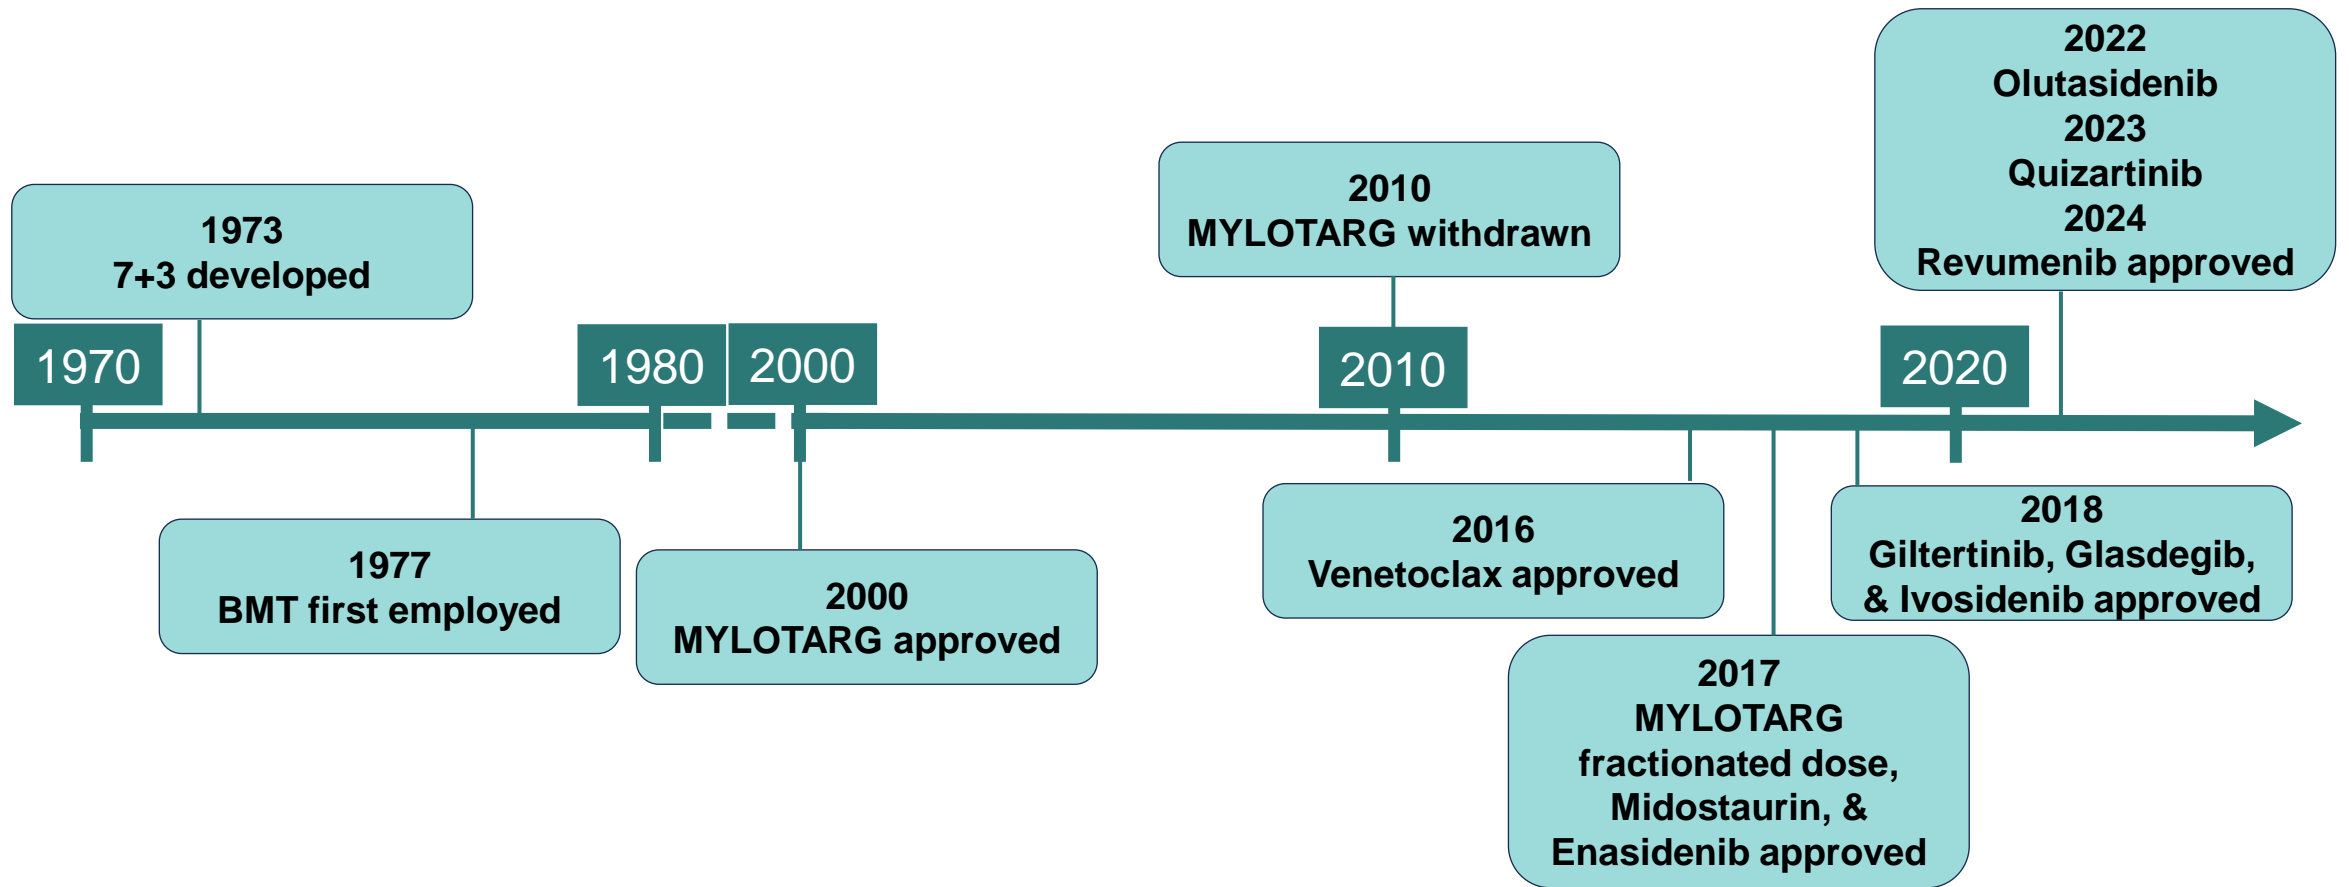 1973
7+3 developed
1970
1980
2000
2010
MYLOTARG withdrawn
2010
2022
Olutasidenib
2023
Quizartinib
2024
Revumenib approved
2020
1977
BMT first employed
2000
MYLOTARG approved
2016
Venetoclax approved
2017
MYLOTARG
fractionated dose,
Midostaurin, &
Enasidenib approved
2018
Giltertinib, Glasdegib,
& Ivosidenib approved